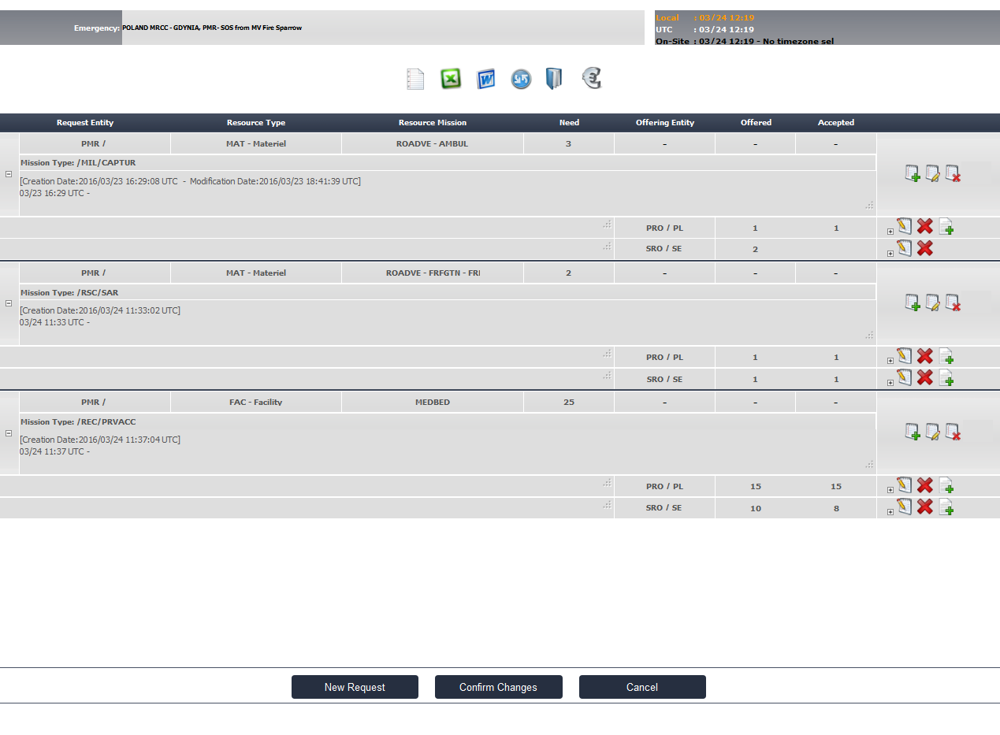 Emergency: POLAND MRCC - GDYNIA, PMR- SOS from MV Fire Sparrow
Local : 03/24 12:19
UTC : 03/24 12:19
On-Site : 03/24 12:19 - No timezone sel
Request Entity Resource Type Resource Mission Need Offering Entity Offered Accepted
PMR / MAT - Materiel ROADVE - AMBUL 3 - - -
Mission Type: /MIL/CAPTUR
[Creation Date:2016/03/23 16:29:08 UTC - Modification Date:2016/03/23 18:41:39 UTC]
03/23 16:29 UTC -
PRO / PL 1 1
SRO / SE 2
PMR / MAT - Materiel ROADVE - FRFGTN - FRI 2 - - -
Mission Type: /RSC/SAR
[Creation Date:2016/03/24 11:33:02 UTC]
03/24 11:33 UTC -
PRO / PL 1 1
SRO / SE 1 1
PMR / FAC - Facility MEDBED 25 - - -
Mission Type: /REC/PRVACC
[Creation Date:2016/03/24 11:37:04 UTC]
03/24 11:37 UTC -
PRO / PL 15 15
SRO / SE 10 8
New Request Confirm Changes Cancel